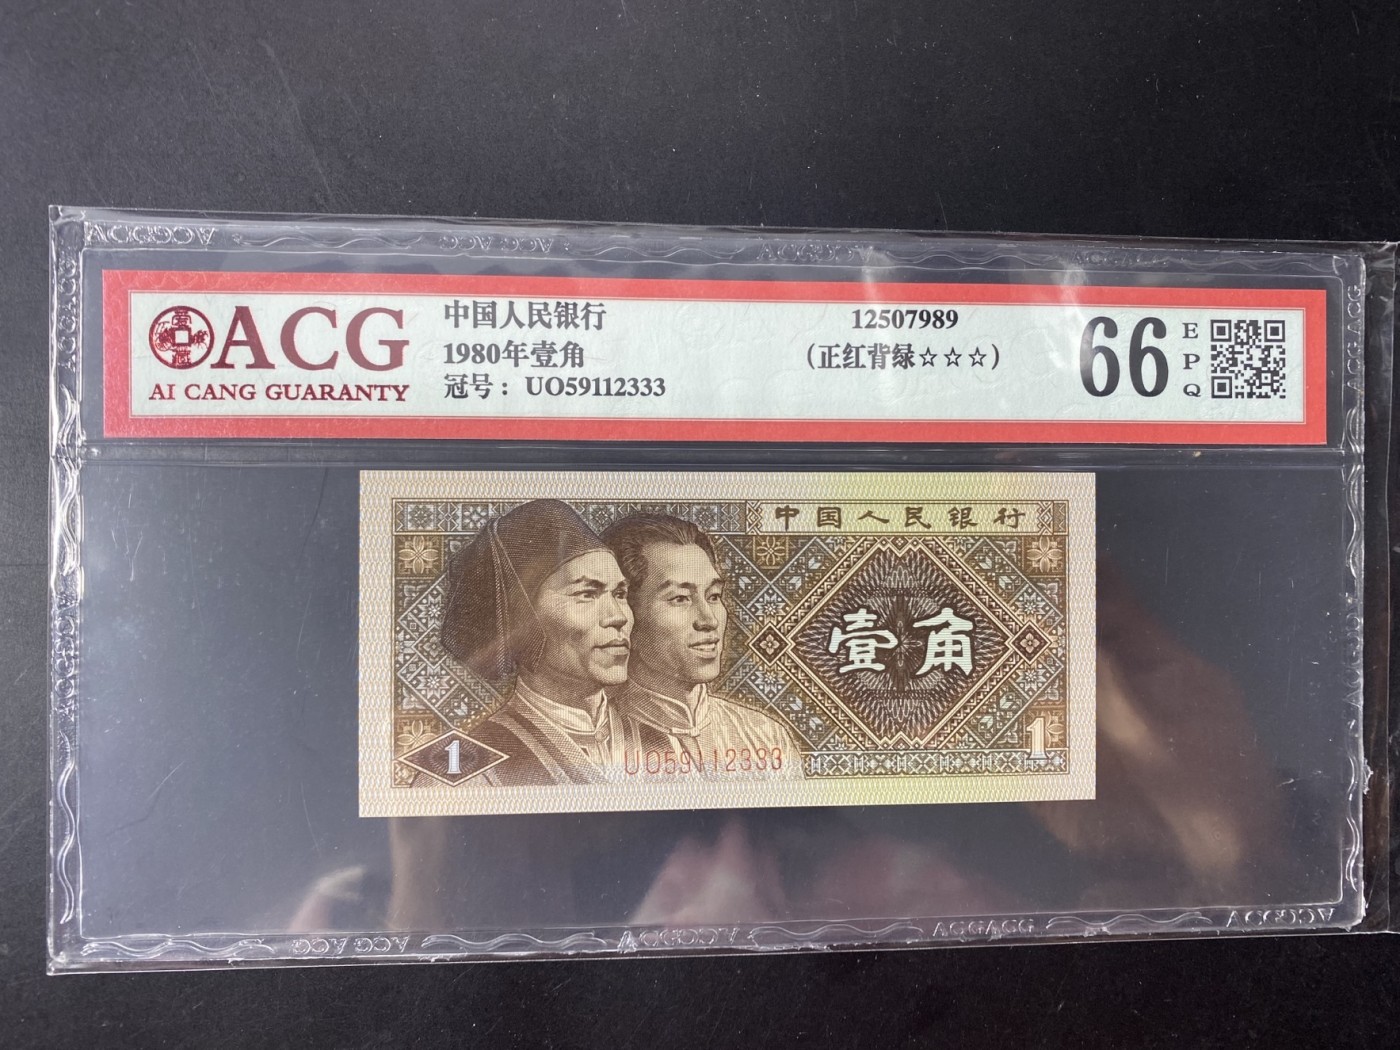 ACG
AI CANG GUARANTY
中国人民银行
1980年壹角
冠号：UO59112333
12507989
（正红背绿☆☆☆）
66
EPQ
中国人民银行
壹角
1
1
UO59112333